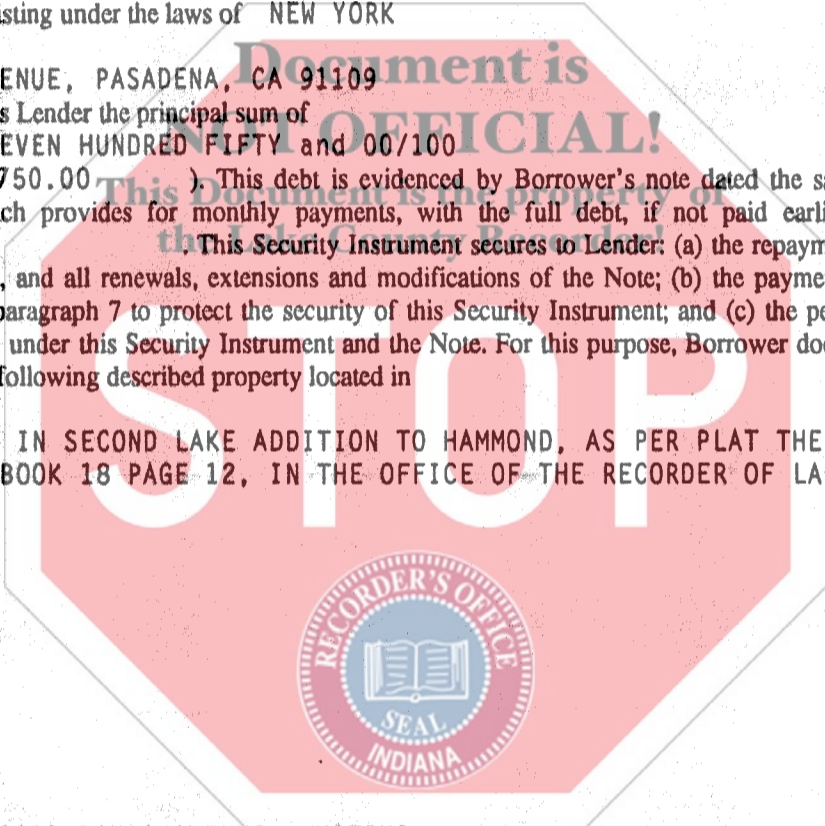 isting under the laws of NEW YORK
ENUE, PASADENA, CA 91109
Document is
s Lender the principal sum of
NOT OFFICIAL!
EVEN HUNDRED FIFTY and 00/100
750.00 ). This debt is evidenced by Borrower's note dated the sa
This Document is the property of
ch provides for monthly payments, with the full debt, if not paid earli
the Lake County Recorder!
. This Security Instrument secures to Lender: (a) the repaym
, and all renewals, extensions and modifications of the Note; (b) the payme
paragraph 7 to protect the security of this Security Instrument; and (c) the pe
under this Security Instrument and the Note. For this purpose, Borrower doe
following described property located in
IN SECOND LAKE ADDITION TO HAMMOND, AS PER PLAT THE
BOOK 18 PAGE 12, IN THE OFFICE OF THE RECORDER OF LA
STOP
RECORDER'S OFFICE
SEAL
INDIANA